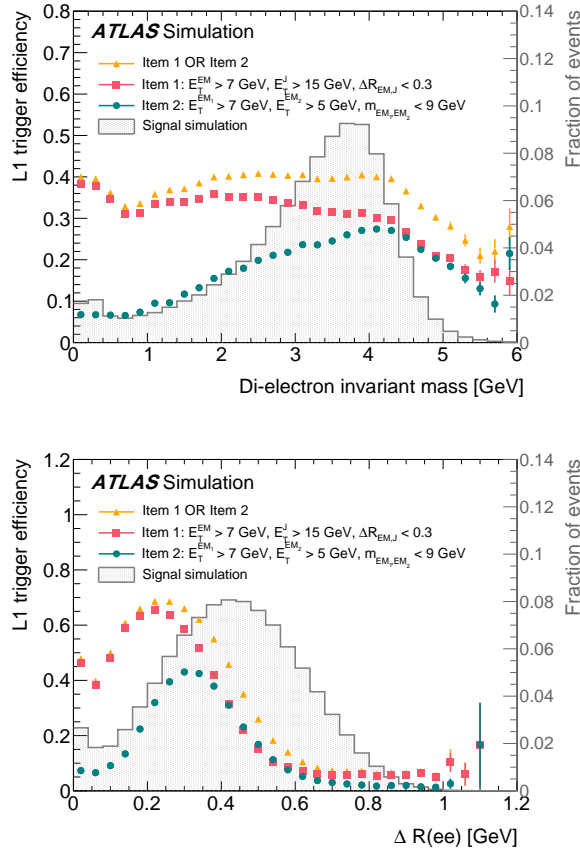 ATLAS Simulation
Item 1 OR Item 2
Item 1: E_T^EM > 7 GeV, E_T^J > 15 GeV, ΔR_EM,J < 0.3
Item 2: E_T^EM₁ > 7 GeV, E_T^EM₂ > 5 GeV, m_EM₁,EM₂ < 9 GeV
Signal simulation
L1 trigger efficiency
0.8
0.7
0.6
0.5
0.4
0.3
0.2
0.1
0
Fraction of events
0.14
0.12
0.1
0.08
0.06
0.04
0.02
0
0 1 2 3 4 5 6
Di-electron invariant mass [GeV]
ATLAS Simulation
Item 1 OR Item 2
Item 1: E_T^EM > 7 GeV, E_T^J > 15 GeV, ΔR_EM,J < 0.3
Item 2: E_T^EM₁ > 7 GeV, E_T^EM₂ > 5 GeV, m_EM₁,EM₂ < 9 GeV
Signal simulation
L1 trigger efficiency
1.2
1
0.8
0.6
0.4
0.2
0
Fraction of events
0.14
0.12
0.1
0.08
0.06
0.04
0.02
0
0 0.2 0.4 0.6 0.8 1 1.2
Δ R(ee) [GeV]